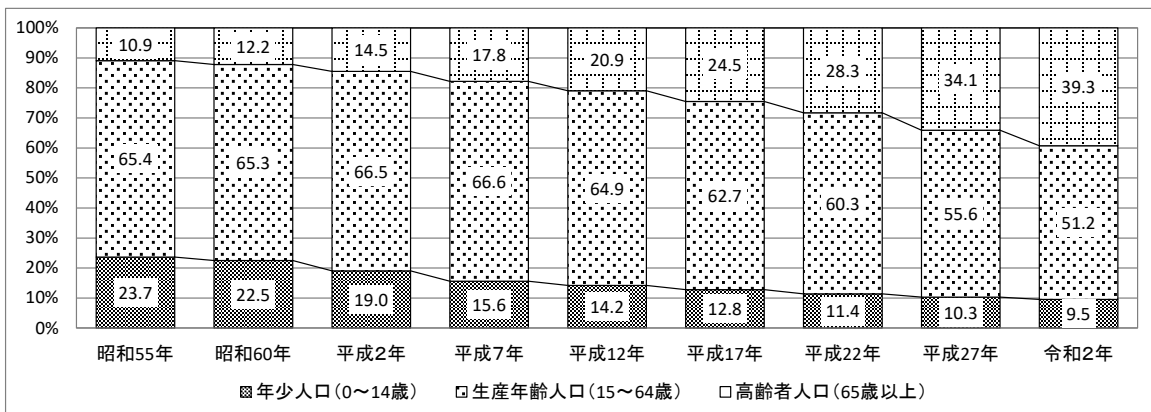 100%
90%
80%
70%
60%
50%
40%
30%
20%
10%
0%
10.9 12.2 14.5 17.8 20.9 24.5 28.3 34.1 39.3
65.4 65.3 66.5 66.6 64.9 62.7 60.3 55.6 51.2
23.7 22.5 19.0 15.6 14.2 12.8 11.4 10.3 9.5
昭和55年 昭和60年 平成2年 平成7年 平成12年 平成17年 平成22年 平成27年 令和2年
年少人口(0~14歳) 生産年齢人口(15~64歳) 高齢者人口(65歳以上)